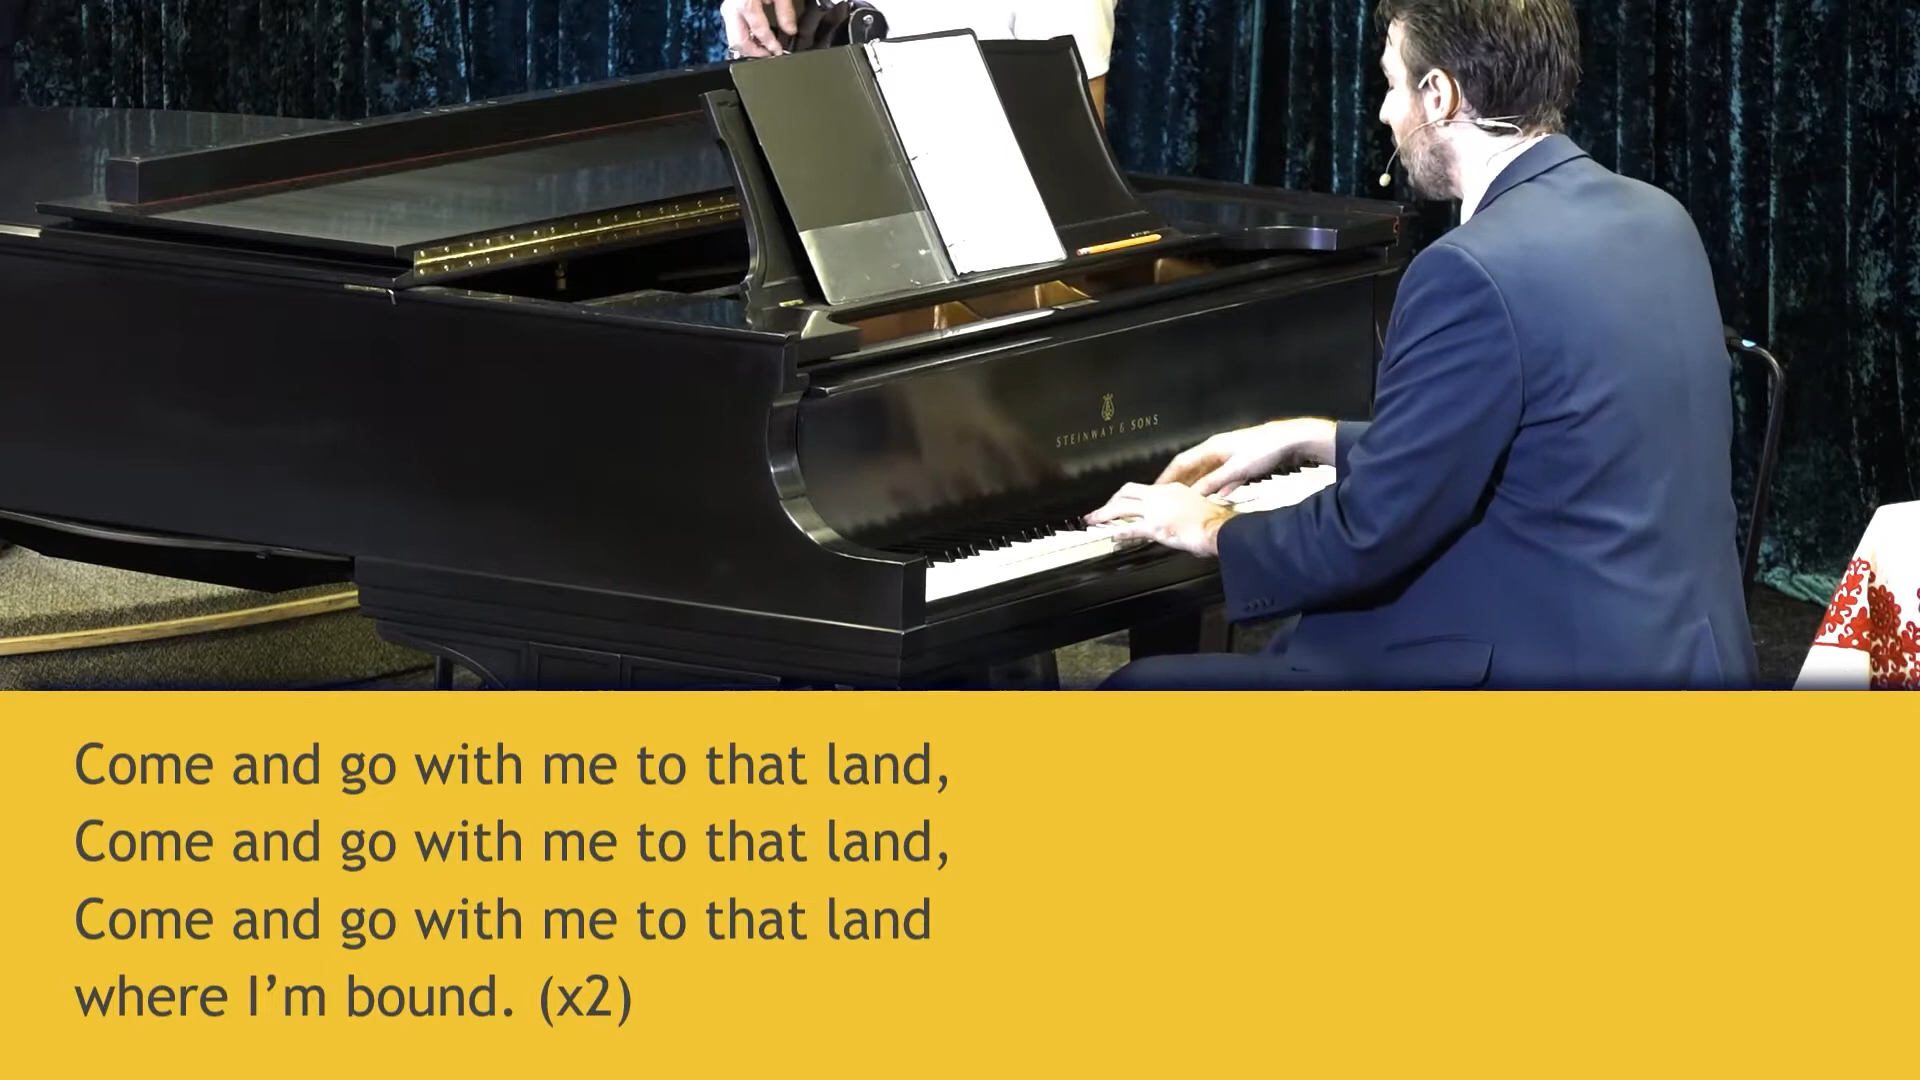 STEINWAY & SONS
Come and go with me to that land,
Come and go with me to that land,
Come and go with me to that land
where I’m bound. (x2)